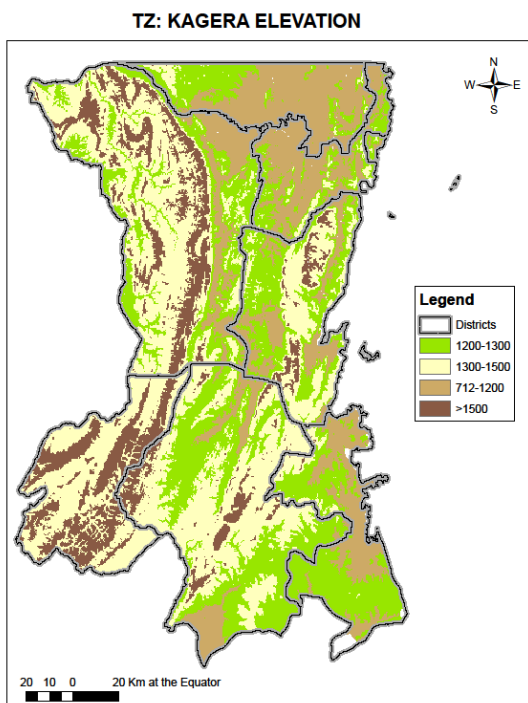 TZ: KAGERA ELEVATION
N
W E
S
Legend
Districts
1200-1300
1300-1500
712-1200
>1500
20 10 0 20 Km at the Equator